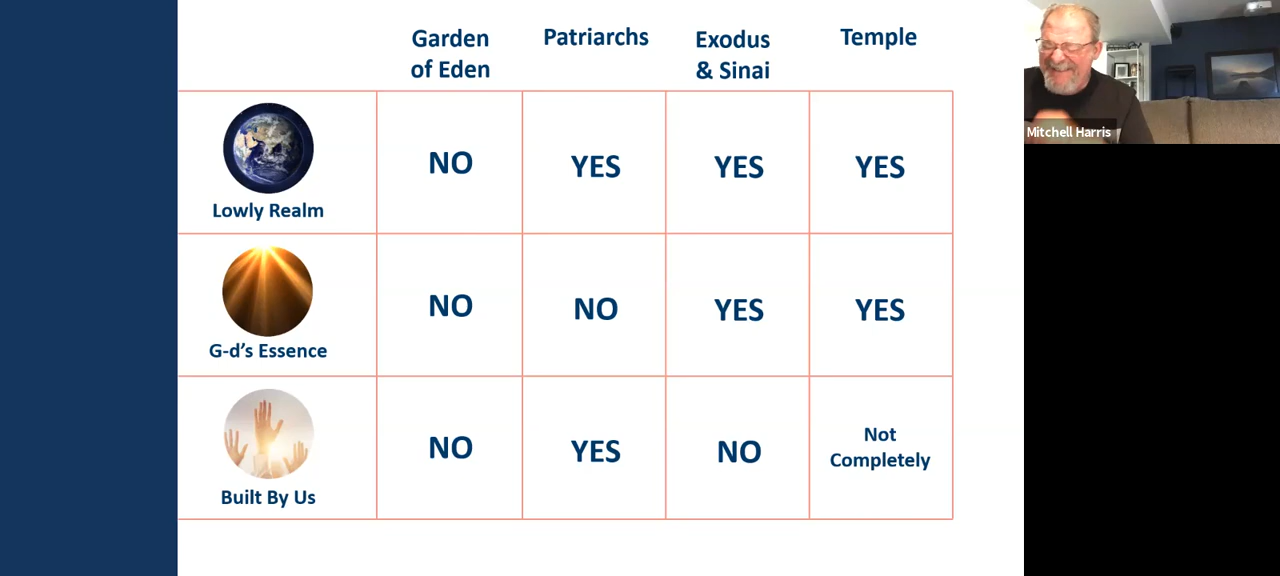 Garden
of Eden
Patriarchs
Exodus
& Sinai
Temple
Lowly Realm
NO
YES
YES
YES
G-d's Essence
NO
NO
YES
YES
Built By Us
NO
YES
NO
Not
Completely
Mitchell Harris